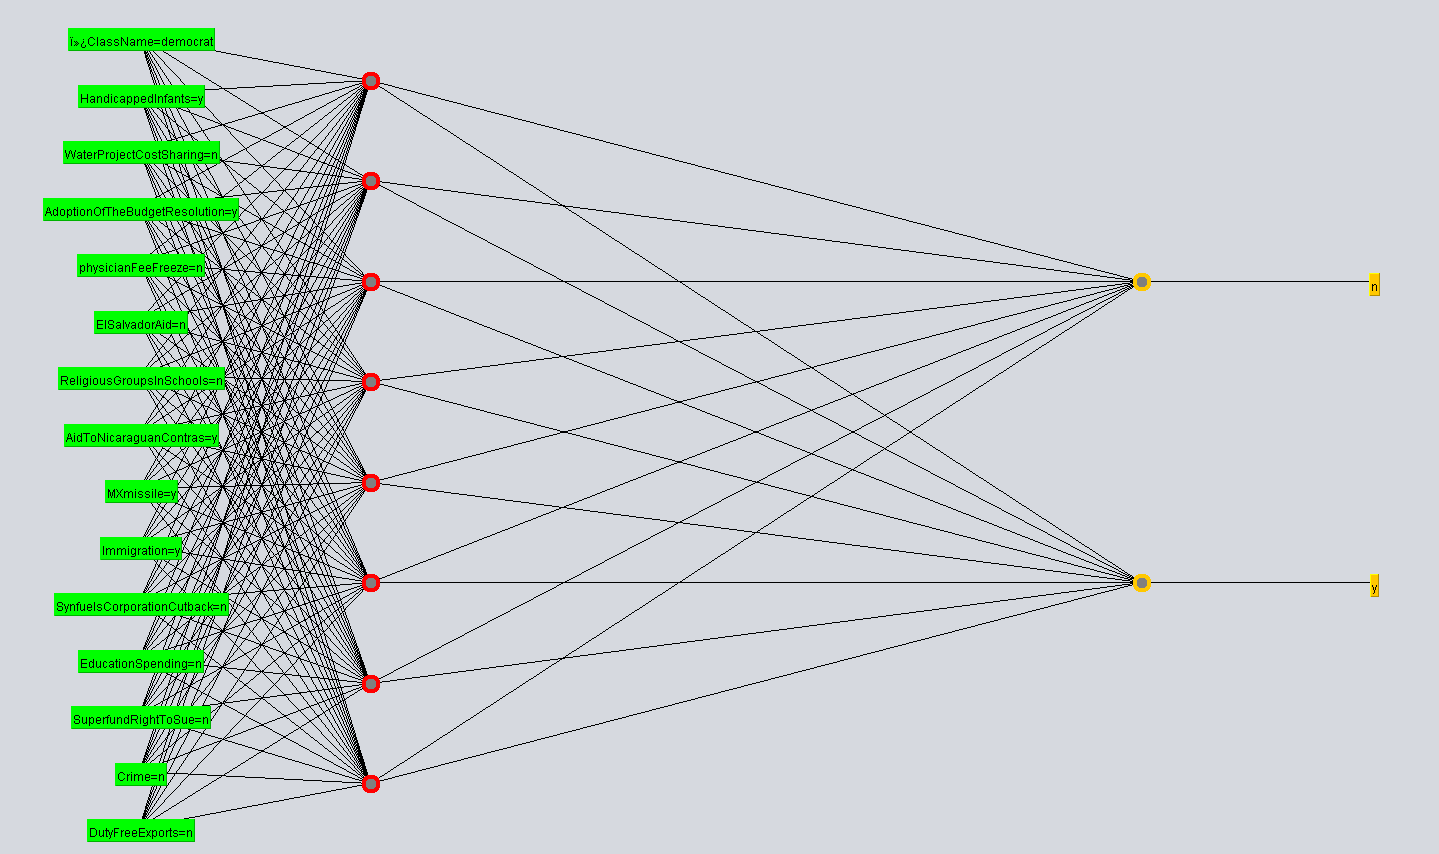 ï»¿ClassName=democrat
HandicappedInfants=y
WaterProjectCostSharing=n
AdoptionOfTheBudgetResolution=y
physicianFeeFreeze=n
ElSalvadorAid=n
ReligiousGroupsInSchools=n
AidToNicaraguanContras=y
MXmissile=y
Immigration=y
SynfuelsCorporationCutback=n
EducationSpending=n
SuperfundRightToSue=n
Crime=n
DutyFreeExports=n
n
y